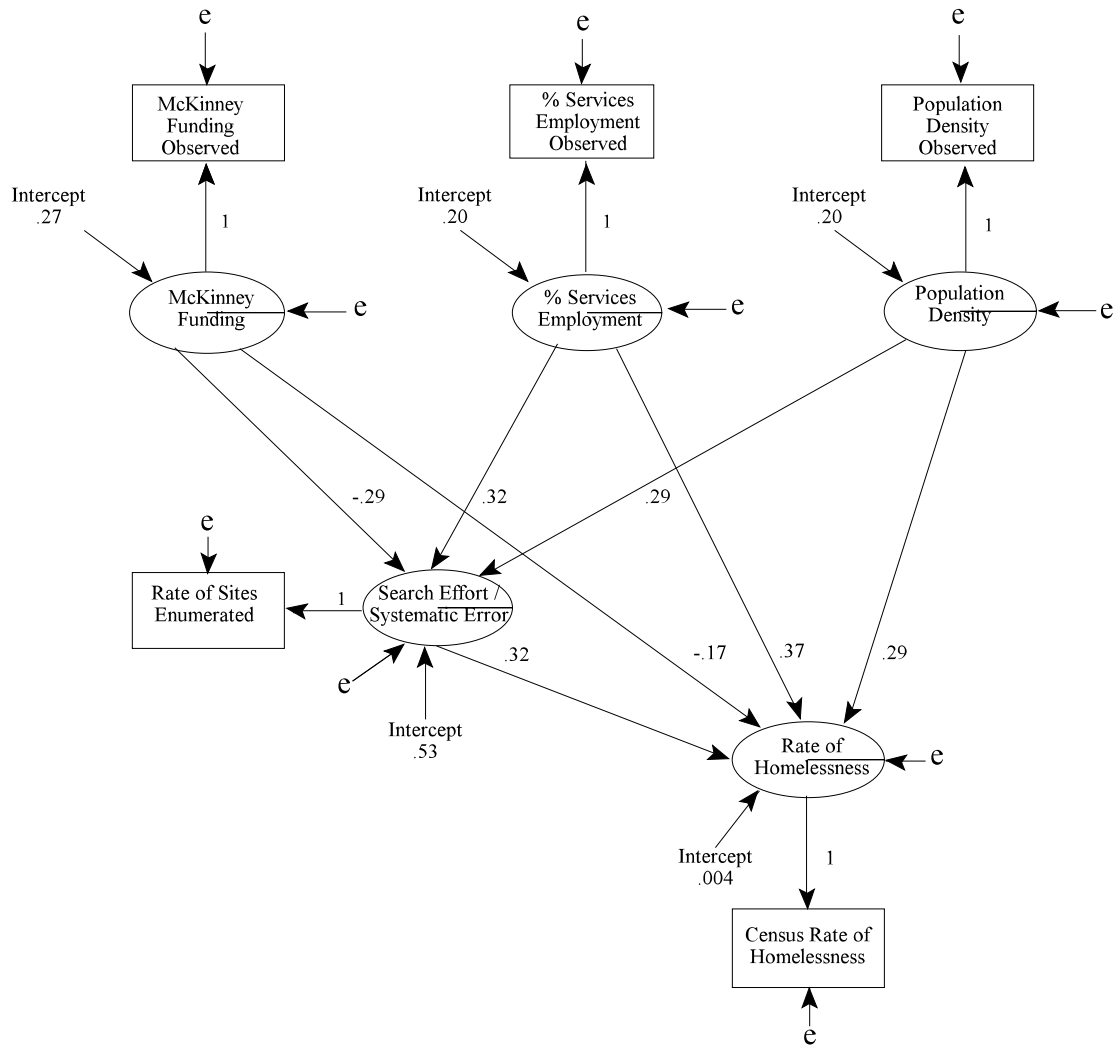 e
e
e
McKinney
Funding
Observed
% Services
Employment
Observed
Population
Density
Observed
Intercept
.27
1
Intercept
.20
1
Intercept
.20
1
McKinney
Funding
e
% Services
Employment
e
Population
Density
e
-.29
.32
.29
e
Rate of Sites
Enumerated
1
Search Effort /
Systematic Error
e
Intercept
.53
.32
-.17
.37
.29
Rate of
Homelessness
e
Intercept
.004
1
Census Rate of
Homelessness
e